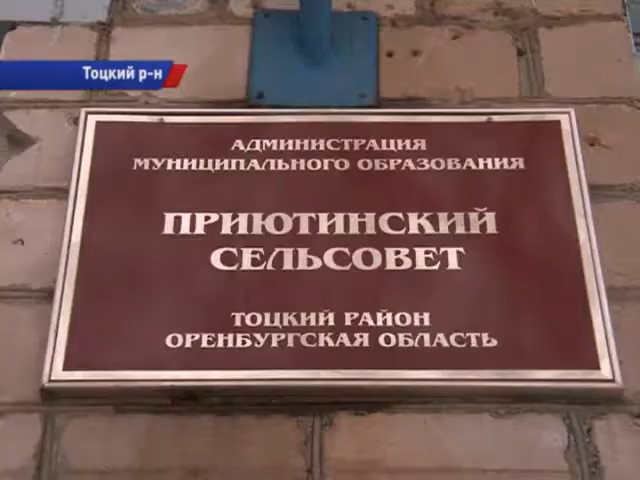 Тоцкий р-н
АДМИНИСТРАЦИЯ
МУНИЦИПАЛЬНОГО ОБРАЗОВАНИЯ
ПРИЮТИНСКИЙ
СЕЛЬСОВЕТ
ТОЦКИЙ РАЙОН
ОРЕНБУРГСКАЯ ОБЛАСТЬ